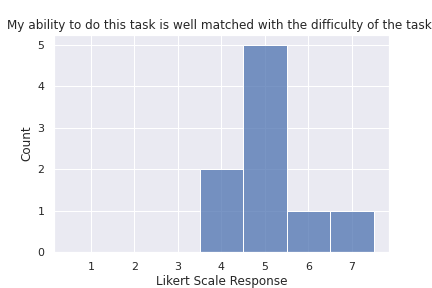 My ability to do this task is well matched with the difficulty of the task
5
4
3
2
1
0
Count
1 2 3 4 5 6 7
Likert Scale Response